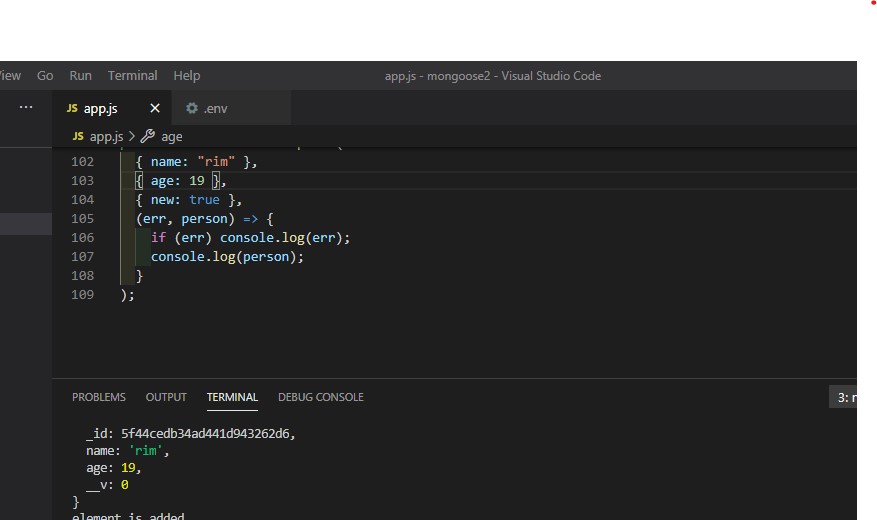 View Go Run Terminal Help app.js - mongoose2 - Visual Studio Code
... JS app.js × .env
JS app.js > age
102 { name: "rim" },
103 { age: 19 },
104 { new: true },
105 (err, person) => {
106 if (err) console.log(err);
107 console.log(person);
108 }
109 );
PROBLEMS OUTPUT TERMINAL DEBUG CONSOLE 3:
_id: 5f44cedb34ad441d943262d6,
name: 'rim',
age: 19,
__v: 0
}
element is added